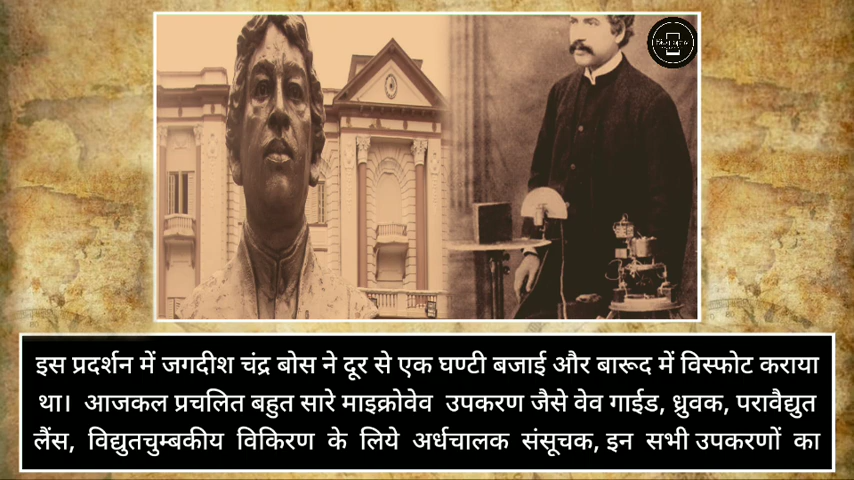 इस प्रदर्शन में जगदीश चंद्र बोस ने दूर से एक घण्टी बजाई और बारूद में विस्फोट कराया
था। आजकल प्रचलित बहुत सारे माइक्रोवेव उपकरण जैसे वेव गाईड, ध्रुवक, परावैद्युत
लैंस, विद्युतचुम्बकीय विकिरण के लिये अर्धचालक संसूचक, इन सभी उपकरणों का